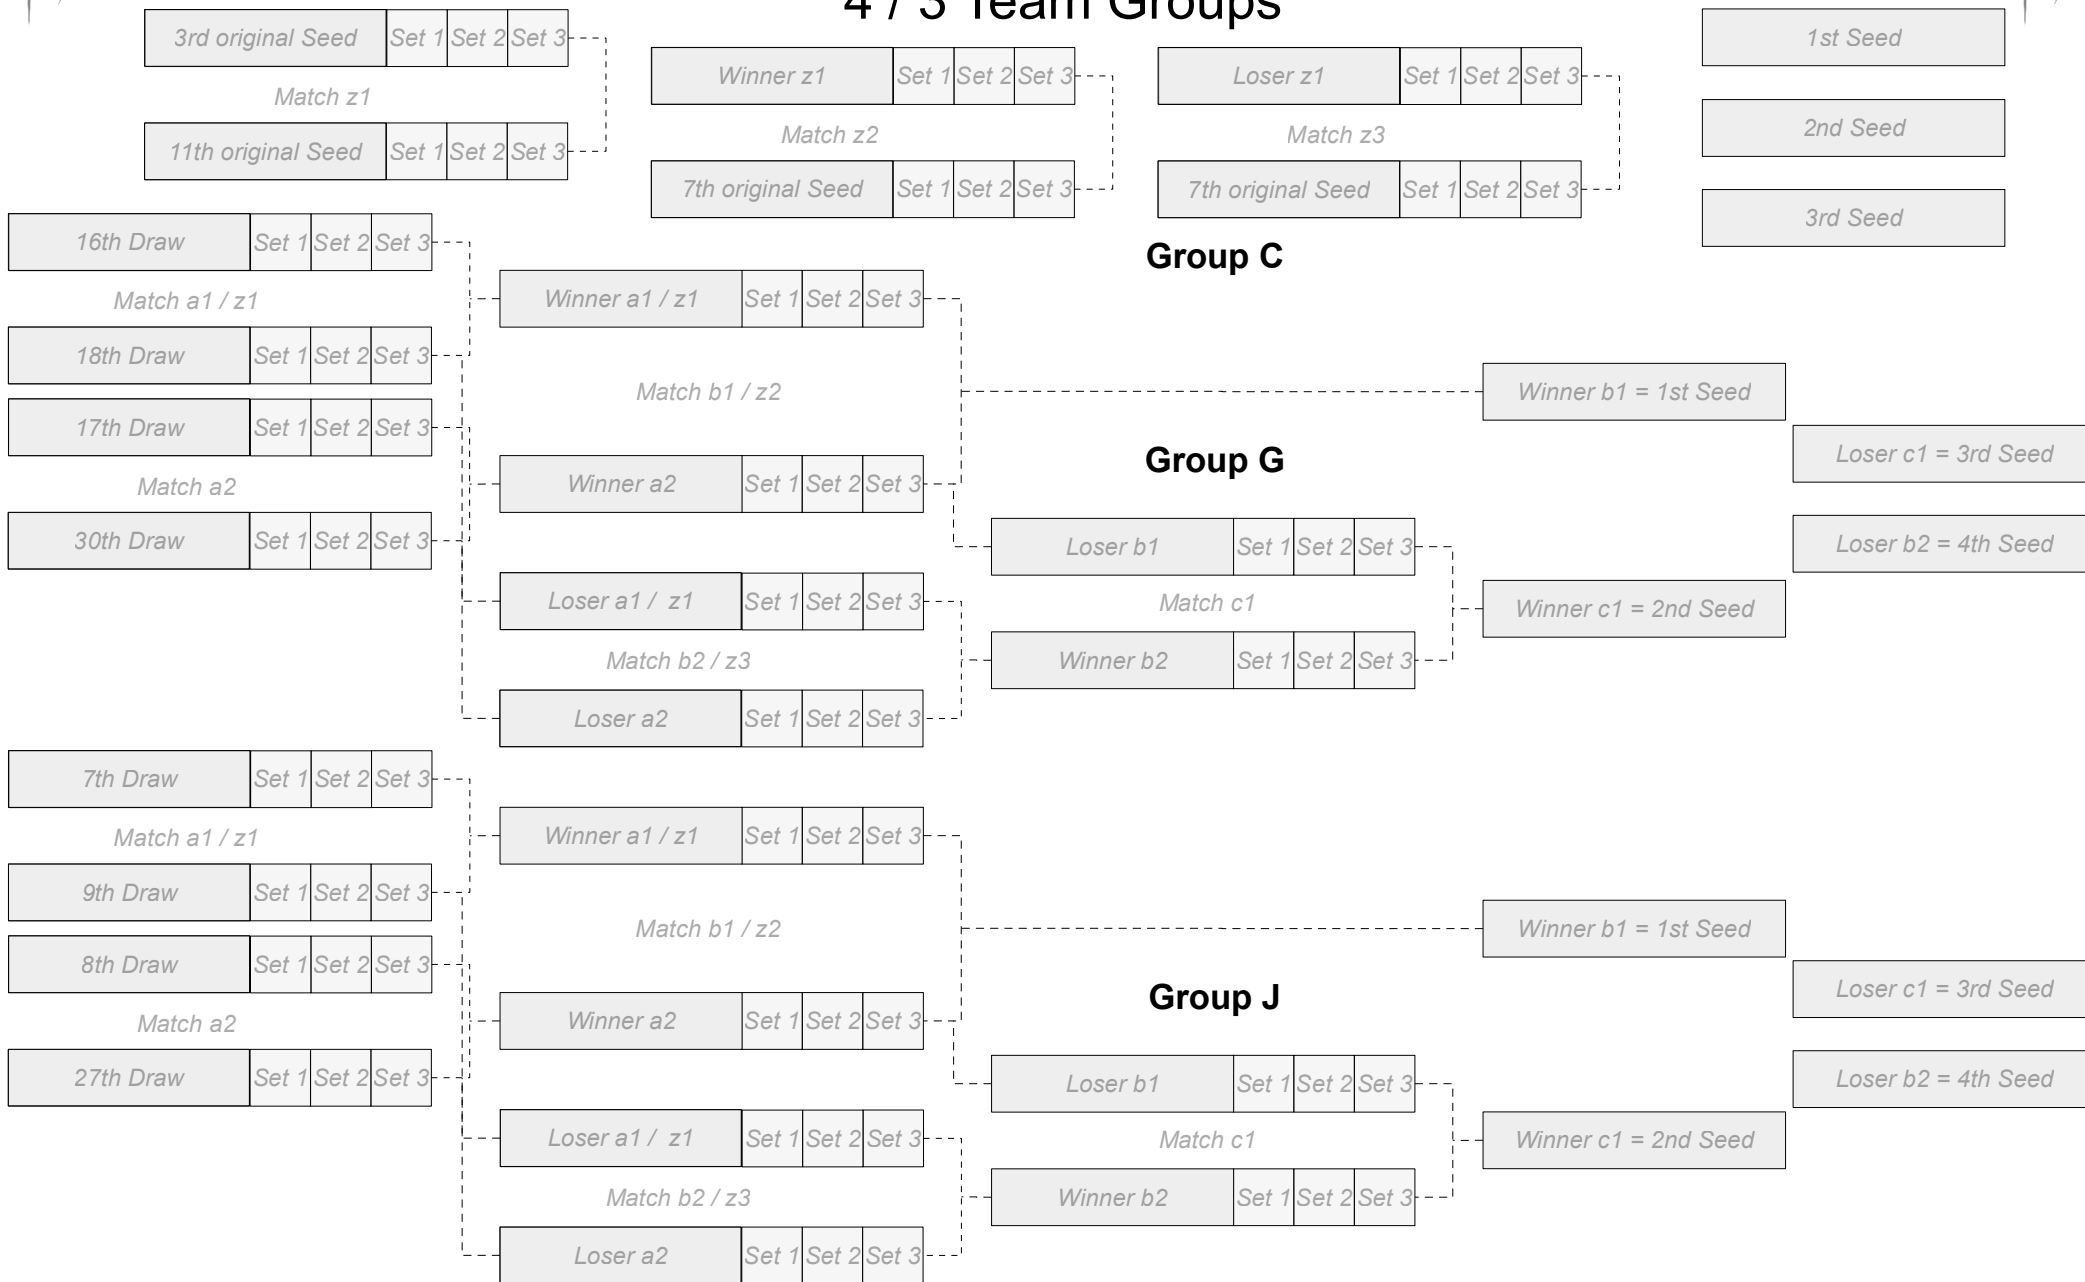 4 / 3 Team Groups
3rd original Seed Set 1 Set 2 Set 3
Match z1
11th original Seed Set 1 Set 2 Set 3
Winner z1 Set 1 Set 2 Set 3
Match z2
7th original Seed Set 1 Set 2 Set 3
Loser z1 Set 1 Set 2 Set 3
Match z3
7th original Seed Set 1 Set 2 Set 3
1st Seed
2nd Seed
3rd Seed
Group C
16th Draw Set 1 Set 2 Set 3
Match a1 / z1
18th Draw Set 1 Set 2 Set 3
17th Draw Set 1 Set 2 Set 3
Match a2
30th Draw Set 1 Set 2 Set 3
Winner a1 / z1 Set 1 Set 2 Set 3
Match b1 / z2
Winner a2 Set 1 Set 2 Set 3
Loser a1 / z1 Set 1 Set 2 Set 3
Match b2 / z3
Loser a2 Set 1 Set 2 Set 3
Group G
Loser b1 Set 1 Set 2 Set 3
Match c1
Winner b2 Set 1 Set 2 Set 3
Winner b1 = 1st Seed
Winner c1 = 2nd Seed
Loser c1 = 3rd Seed
Loser b2 = 4th Seed
7th Draw Set 1 Set 2 Set 3
Match a1 / z1
9th Draw Set 1 Set 2 Set 3
8th Draw Set 1 Set 2 Set 3
Match a2
27th Draw Set 1 Set 2 Set 3
Winner a1 / z1 Set 1 Set 2 Set 3
Match b1 / z2
Winner a2 Set 1 Set 2 Set 3
Loser a1 / z1 Set 1 Set 2 Set 3
Match b2 / z3
Loser a2 Set 1 Set 2 Set 3
Group J
Loser b1 Set 1 Set 2 Set 3
Match c1
Winner b2 Set 1 Set 2 Set 3
Winner b1 = 1st Seed
Winner c1 = 2nd Seed
Loser c1 = 3rd Seed
Loser b2 = 4th Seed